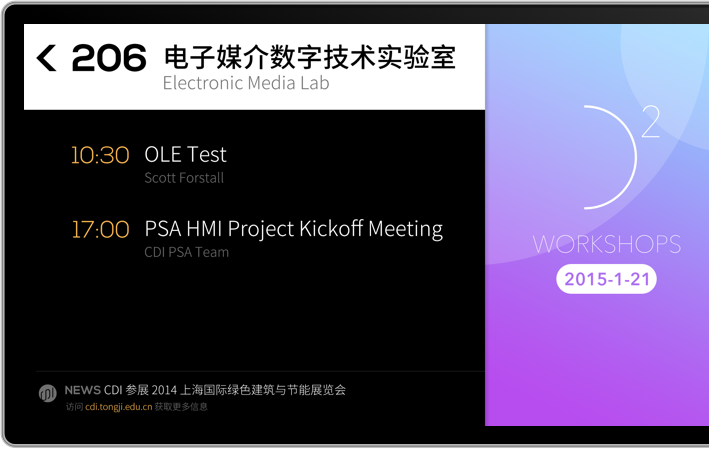 206 电子媒介数字技术实验室
Electronic Media Lab
10:30 OLE Test
Scott Forstall
17:00 PSA HMI Project Kickoff Meeting
CDI PSA Team
CDI NEWS CDI 参展 2014 上海国际绿色建筑与节能展览会
访问 cdi.tongji.edu.cn 获取更多信息
2
WORKSHOPS
2015-1-21